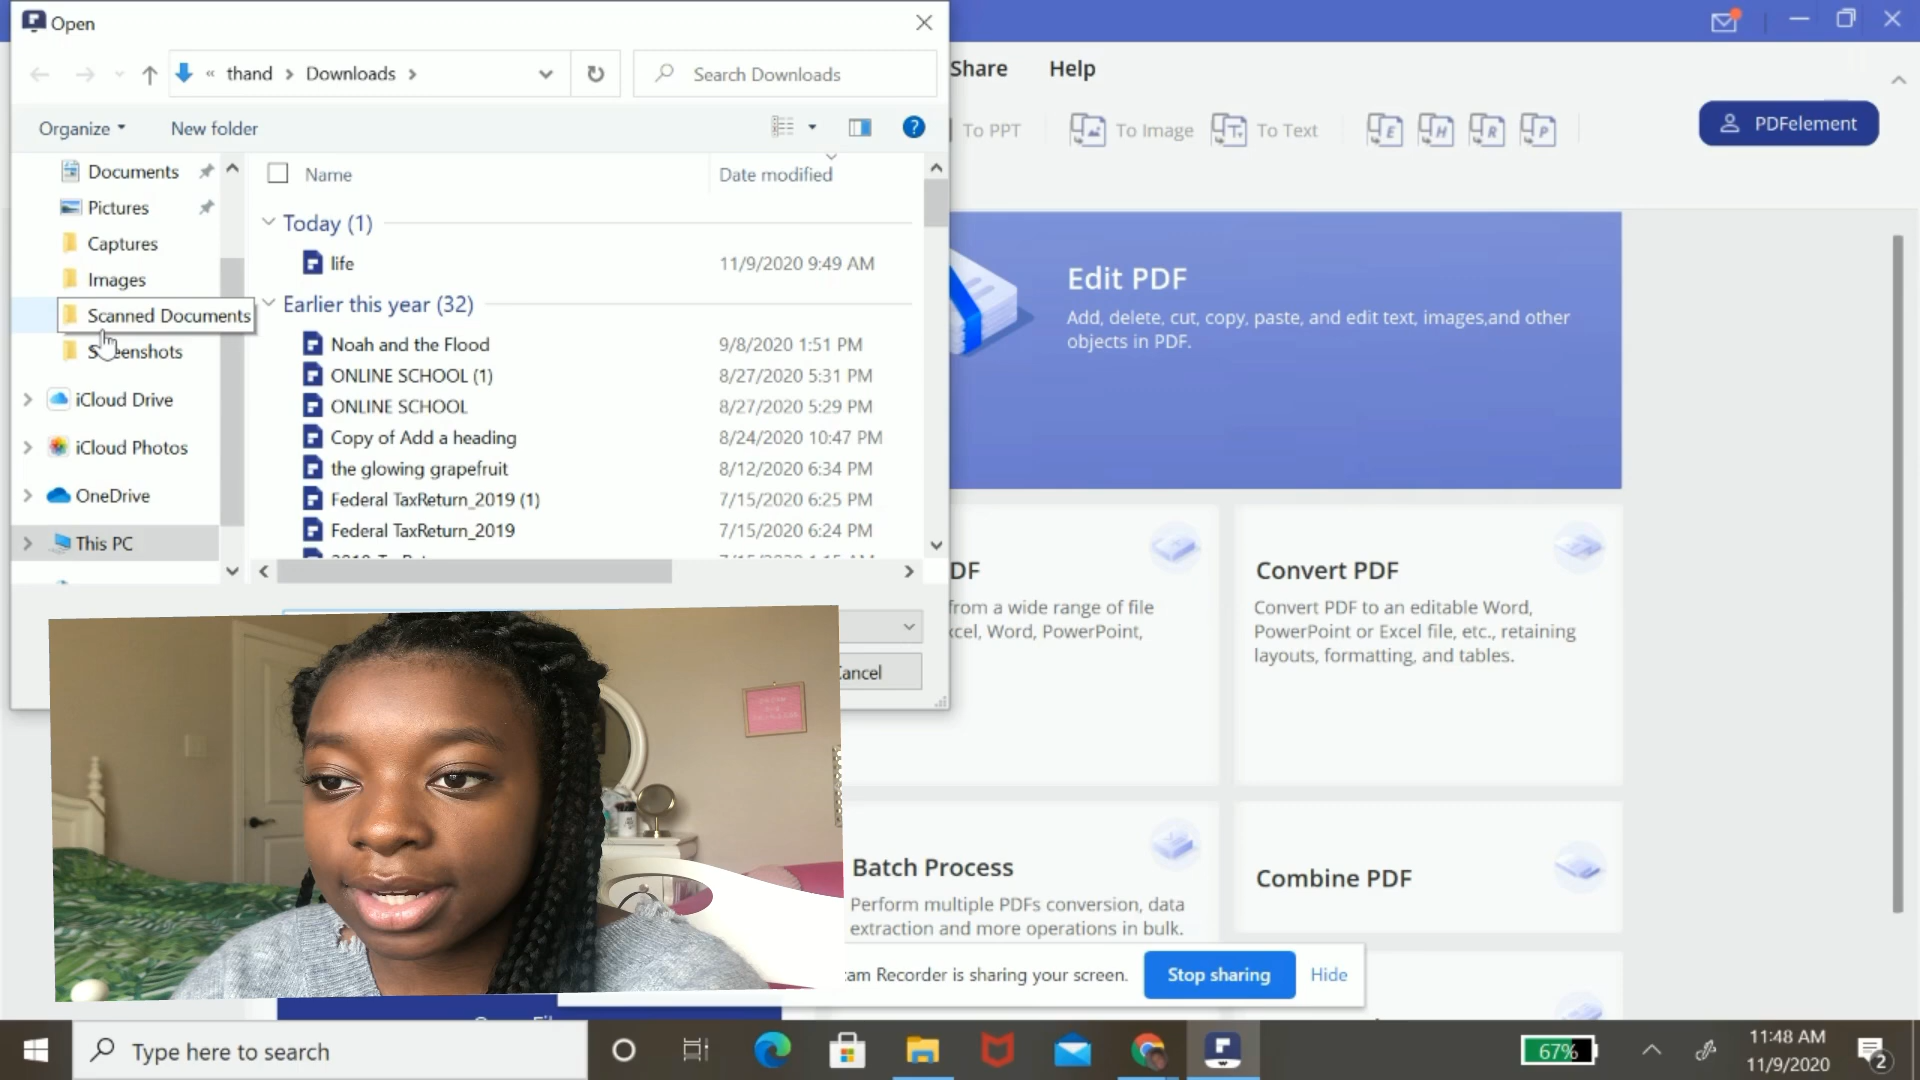 Open
« thand > Downloads >
Search Downloads
Organize
New folder
?
Documents
Pictures
Captures
Images
Scanned Documents
Screenshots
iCloud Drive
iCloud Photos
OneDrive
This PC
Name
Date modified
Today (1)
life 11/9/2020 9:49 AM
Earlier this year (32)
Noah and the Flood 9/8/2020 1:51 PM
ONLINE SCHOOL (1) 8/27/2020 5:31 PM
ONLINE SCHOOL 8/27/2020 5:29 PM
Copy of Add a heading 8/24/2020 10:47 PM
the glowing grapefruit 8/12/2020 6:34 PM
Federal TaxReturn_2019 (1) 7/15/2020 6:25 PM
Federal TaxReturn_2019 7/15/2020 6:24 PM
Cancel
Share
Help
To PPT
To Image
To Text
E
H
R
P
PDFelement
Edit PDF
Add, delete, cut, copy, paste, and edit text, images,and other
objects in PDF.
DF
from a wide range of file
xcel, Word, PowerPoint,
Convert PDF
Convert PDF to an editable Word,
PowerPoint or Excel file, etc., retaining
layouts, formatting, and tables.
Batch Process
Perform multiple PDFs conversion, data
extraction and more operations in bulk.
Combine PDF
am Recorder is sharing your screen.
Stop sharing
Hide
Type here to search
67%
11:48 AM
11/9/2020
2